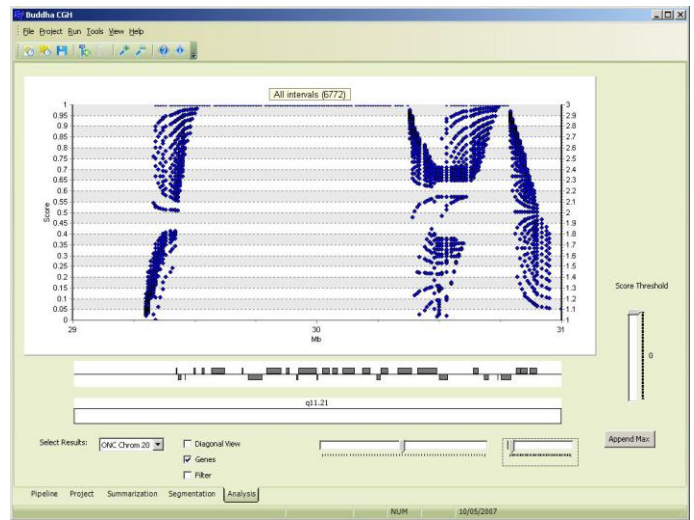 Buddha CGH
File Project Run Tools View Help
All intervals (6772)
1
0.95
0.9
0.85
0.8
0.75
0.7
0.65
0.6
0.55
0.5
0.45
0.4
0.35
0.3
0.25
0.2
0.15
0.1
0.05
0
Score
3
2.9
2.8
2.7
2.6
2.5
2.4
2.3
2.2
2.1
2
1.9
1.8
1.7
1.6
1.5
1.4
1.3
1.2
1.1
1
29 30 31
Mb
q11.21
Score Threshold
0
Append Max
Select Results: ONC Chrom 20
Diagonal View
Genes
Filter
Pipeline Project Summarization Segmentation Analysis
NUM 10/05/2007